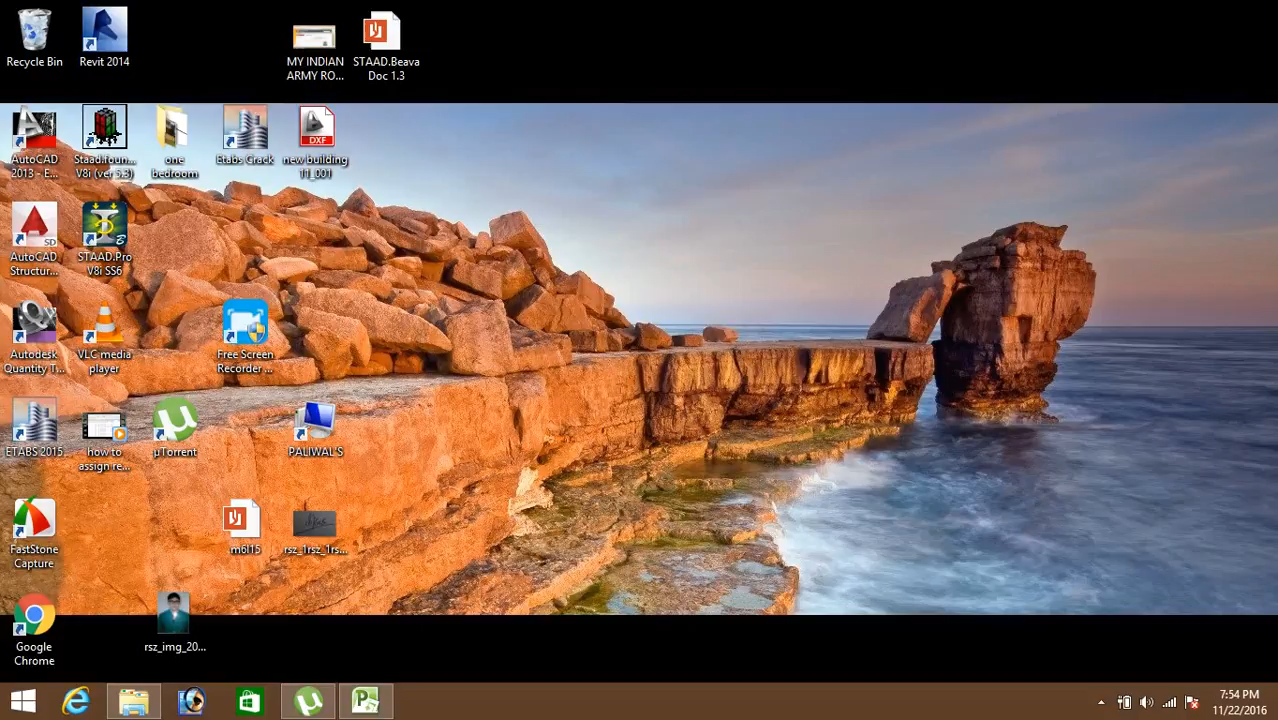 Recycle Bin
Revit 2014
MY INDIAN
ARMY RO...
STAAD.Beava
Doc 1.3
AutoCAD
2013 - E...
Staad.foun...
V8i (ver 5.3)
one
bedroom
Etabs Crack
DXF
new building
11_001
SD
AutoCAD
Structur...
STAAD.Pro
V8i SS6
Autodesk
Quantity T...
VLC media
player
Free Screen
Recorder ...
ETABS 2015
how to
assign re...
µTorrent
PALIWAL'S
FastStone
Capture
m6l15
rsz_1rsz_1rs...
Google
Chrome
rsz_img_20...
7:54 PM
11/22/2016